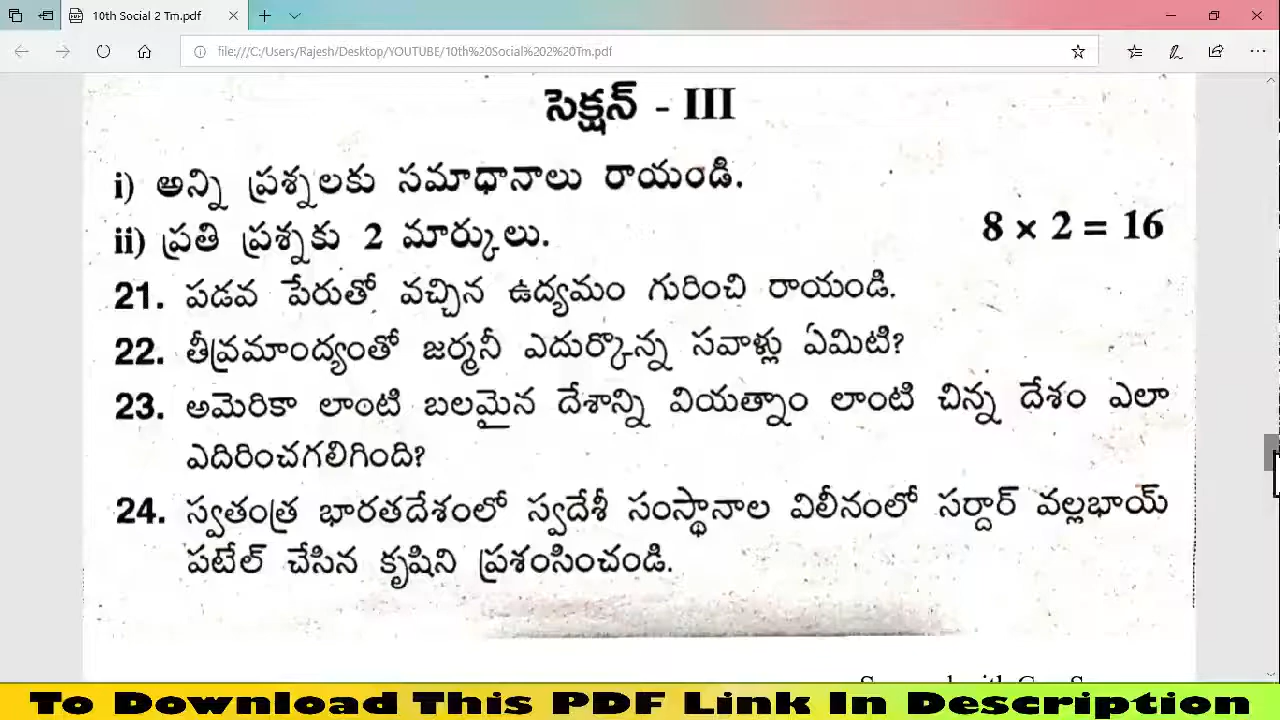 10th Social 2 Tm.pdf
file:///C:/Users/Rajesh/Desktop/YOUTUBE/10th%20Social%202%20Tm.pdf
సెక్షన్ - III
i) అన్ని ప్రశ్నలకు సమాధానాలు రాయండి.
ii) ప్రతి ప్రశ్నకు 2 మార్కులు. 8 × 2 = 16
21. పడవ పేరుతో వచ్చిన ఉద్యమం గురించి రాయండి.
22. తీవ్రమాంద్యంతో జర్మనీ ఎదుర్కొన్న సవాళ్లు ఏమిటి?
23. అమెరికా లాంటి బలమైన దేశాన్ని వియత్నాం లాంటి చిన్న దేశం ఎలా
ఎదిరించగలిగింది?
24. స్వతంత్ర భారతదేశంలో స్వదేశీ సంస్థానాల విలీనంలో సర్దార్ వల్లభాయ్
పటేల్ చేసిన కృషిని ప్రశంసించండి.
To Download This PDF Link In Description